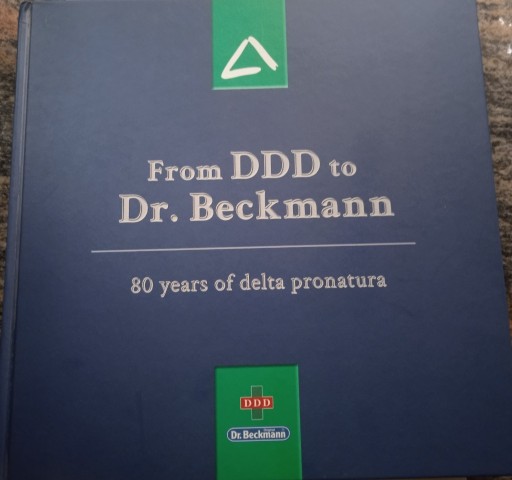 From DDD to
Dr. Beckmann
80 years of delta pronatura
DDD
Dr. Beckmann